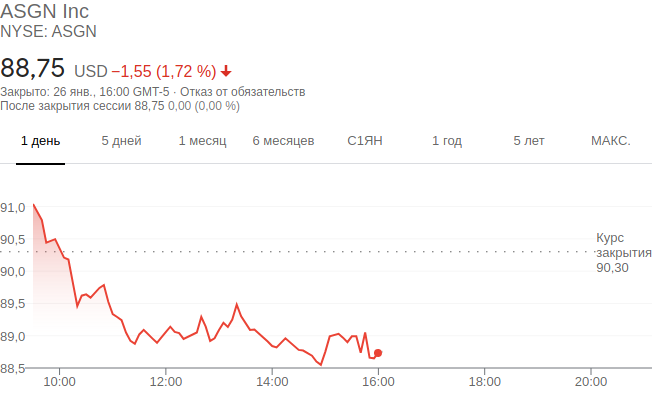 ASGN Inc
NYSE: ASGN
88,75 USD −1,55 (1,72 %)
Закрыто: 26 янв., 16:00 GMT-5 · Отказ от обязательств
После закрытия сессии 88,75 0,00 (0,00 %)
1 день 5 дней 1 месяц 6 месяцев С1ЯН 1 год 5 лет МАКС.
91,0
90,5
Курс
закрытия
90,30
90,0
89,5
89,0
88,5
10:00 12:00 14:00 16:00 18:00 20:00